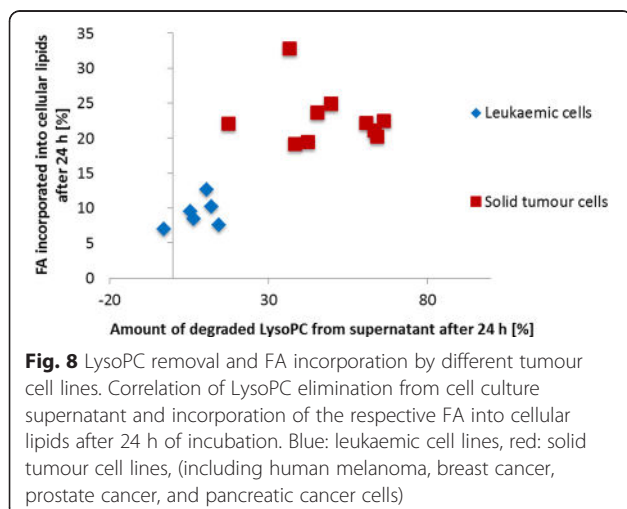 35
30
25
20
15
10
5
0
-20
30
80
FA incorporated into cellular lipids
after 24 h [%]
Amount of degraded LysoPC from supernatant after 24 h [%]
Leukaemic cells
Solid tumour cells
Fig. 8 LysoPC removal and FA incorporation by different tumour
cell lines. Correlation of LysoPC elimination from cell culture
supernatant and incorporation of the respective FA into cellular
lipids after 24 h of incubation. Blue: leukaemic cell lines, red: solid
tumour cell lines, (including human melanoma, breast cancer,
prostate cancer, and pancreatic cancer cells)